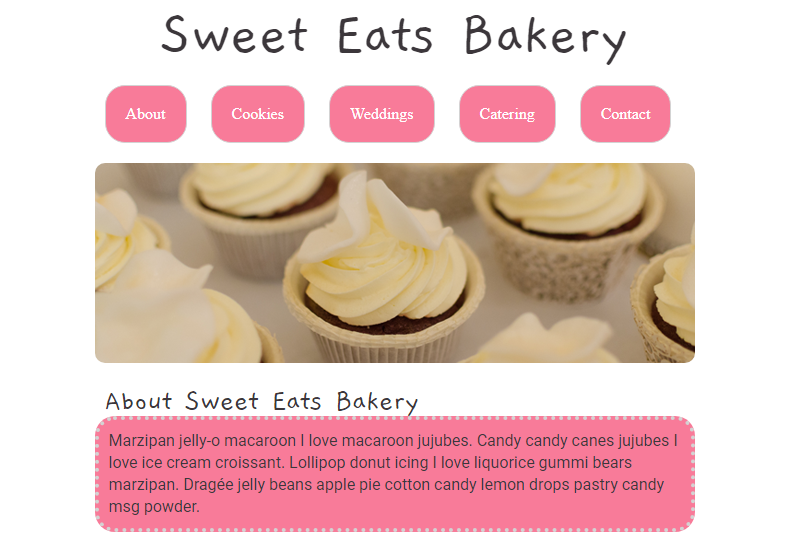 Sweet Eats Bakery
About Cookies Weddings Catering Contact
About Sweet Eats Bakery
Marzipan jelly-o macaroon I love macaroon jujubes. Candy candy canes jujubes I
love ice cream croissant. Lollipop donut icing I love liquorice gummi bears
marzipan. Dragée jelly beans apple pie cotton candy lemon drops pastry candy
msg powder.